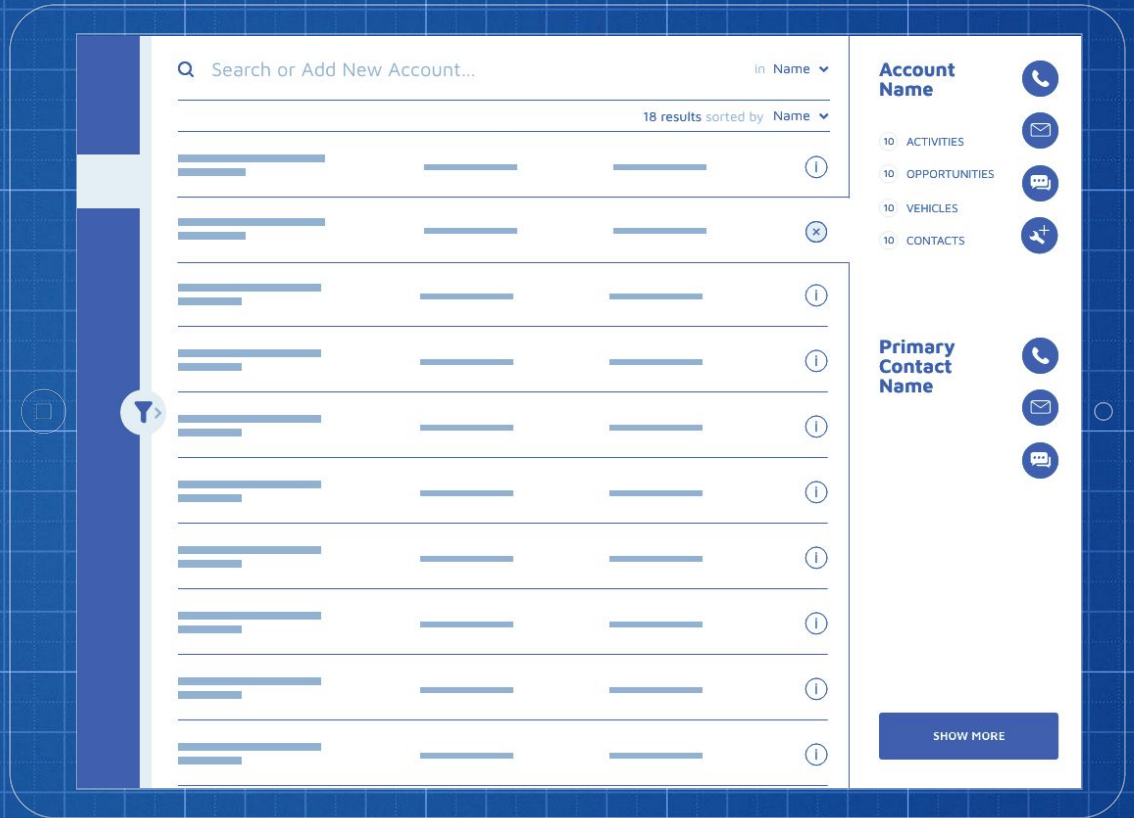 Search or Add New Account...
in Name
18 results sorted by Name
Account
Name
10 ACTIVITIES
10 OPPORTUNITIES
10 VEHICLES
10 CONTACTS
Primary
Contact
Name
SHOW MORE